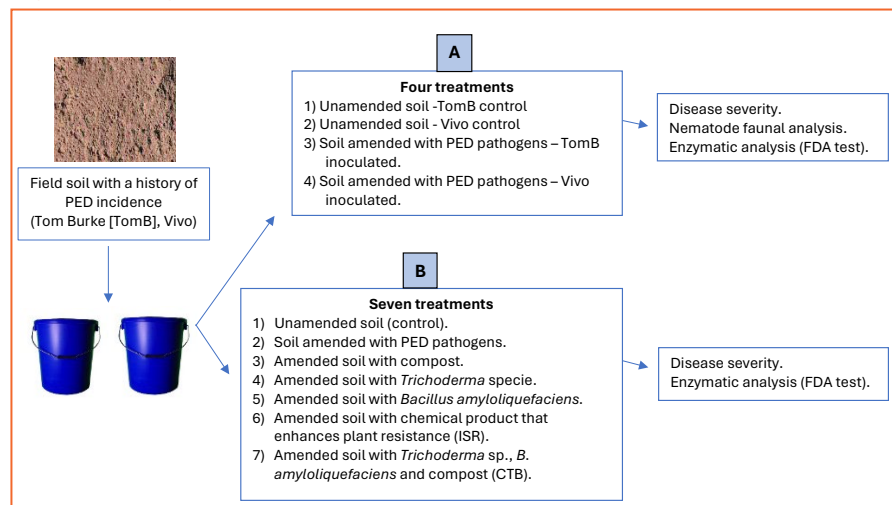 Field soil with a history of
PED incidence
(Tom Burke [TomB], Vivo)
A
Four treatments
1) Unamended soil -TomB control
2) Unamended soil - Vivo control
3) Soil amended with PED pathogens – TomB
inoculated.
4) Soil amended with PED pathogens – Vivo
inoculated.
Disease severity.
Nematode faunal analysis.
Enzymatic analysis (FDA test).
B
Seven treatments
1) Unamended soil (control).
2) Soil amended with PED pathogens.
3) Amended soil with compost.
4) Amended soil with Trichoderma specie.
5) Amended soil with Bacillus amyloliquefaciens.
6) Amended soil with chemical product that
enhances plant resistance (ISR).
7) Amended soil with Trichoderma sp., B.
amyloliquefaciens and compost (CTB).
Disease severity.
Enzymatic analysis (FDA test).